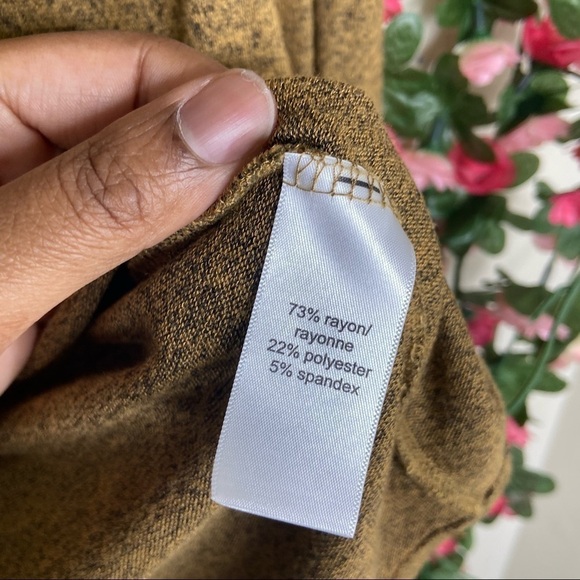 73% rayon/
rayonne
22% polyester
5% spandex